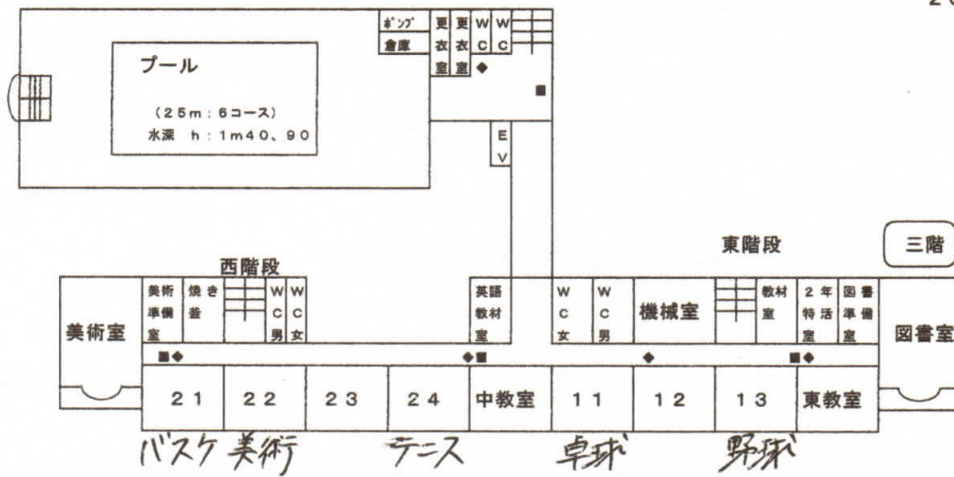 ポンプ
倉庫
更衣室
更衣室
WC
WC
◆
■
プール
(25m:6コース)
水深 h:1m40、90
EV
東階段
三階
西階段
美術室
美術準備室
焼き釜
WC男
WC女
英語教材室
WC女
WC男
機械室
教材室
2年特活室
図書準備室
図書室
■◆
◆■
◆
■◆
21
22
23
24
中教室
11
12
13
東教室
バスケ 美術 テニス 卓球 野球